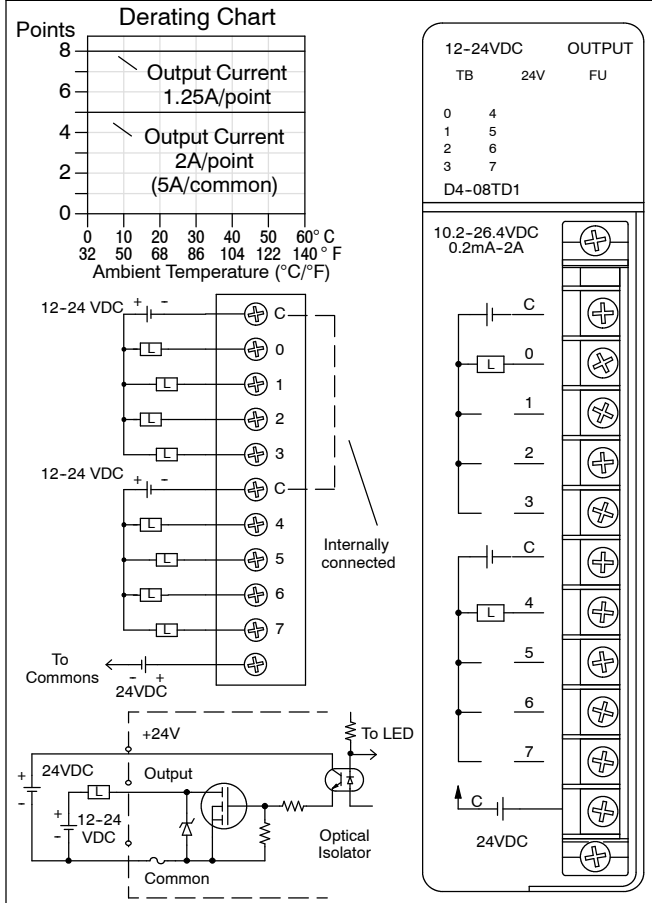 Derating Chart
Points
8
6
4
2
0
Output Current
1.25A/point
Output Current
2A/point
(5A/common)
0 10 20 30 40 50 60° C
32 50 68 86 104 122 140 ° F
Ambient Temperature (°C/°F)
12-24 VDC + -
C
L 0
L 1
L 2
L 3
12-24 VDC + -
C
L 4
L 5
L 6
L 7
Internally
connected
To
Commons
- +
24VDC
+24V
To LED
+ 24VDC -
Output
L
+ 12-24 -
VDC
Optical
Isolator
Common
12-24VDC OUTPUT
TB 24V FU
0 4
1 5
2 6
3 7
D4-08TD1
10.2-26.4VDC
0.2mA-2A
C
L 0
1
2
3
C
L 4
5
6
7
C
24VDC